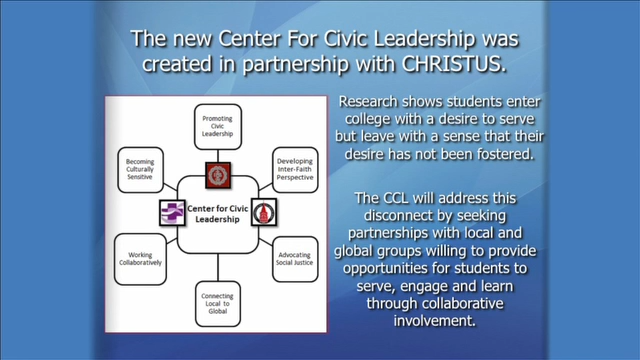 The new Center For Civic Leadership was
created in partnership with CHRISTUS.
Promoting
Civic
Leadership
Becoming
Culturally
Sensitive
Developing
Inter-Faith
Perspective
Center for Civic
Leadership
Working
Collaboratively
Advocating
Social Justice
Connecting
Local to
Global
Research shows students enter
college with a desire to serve
but leave with a sense that their
desire has not been fostered.
The CCL will address this
disconnect by seeking
partnerships with local and
global groups willing to provide
opportunities for students to
serve, engage and learn
through collaborative
involvement.